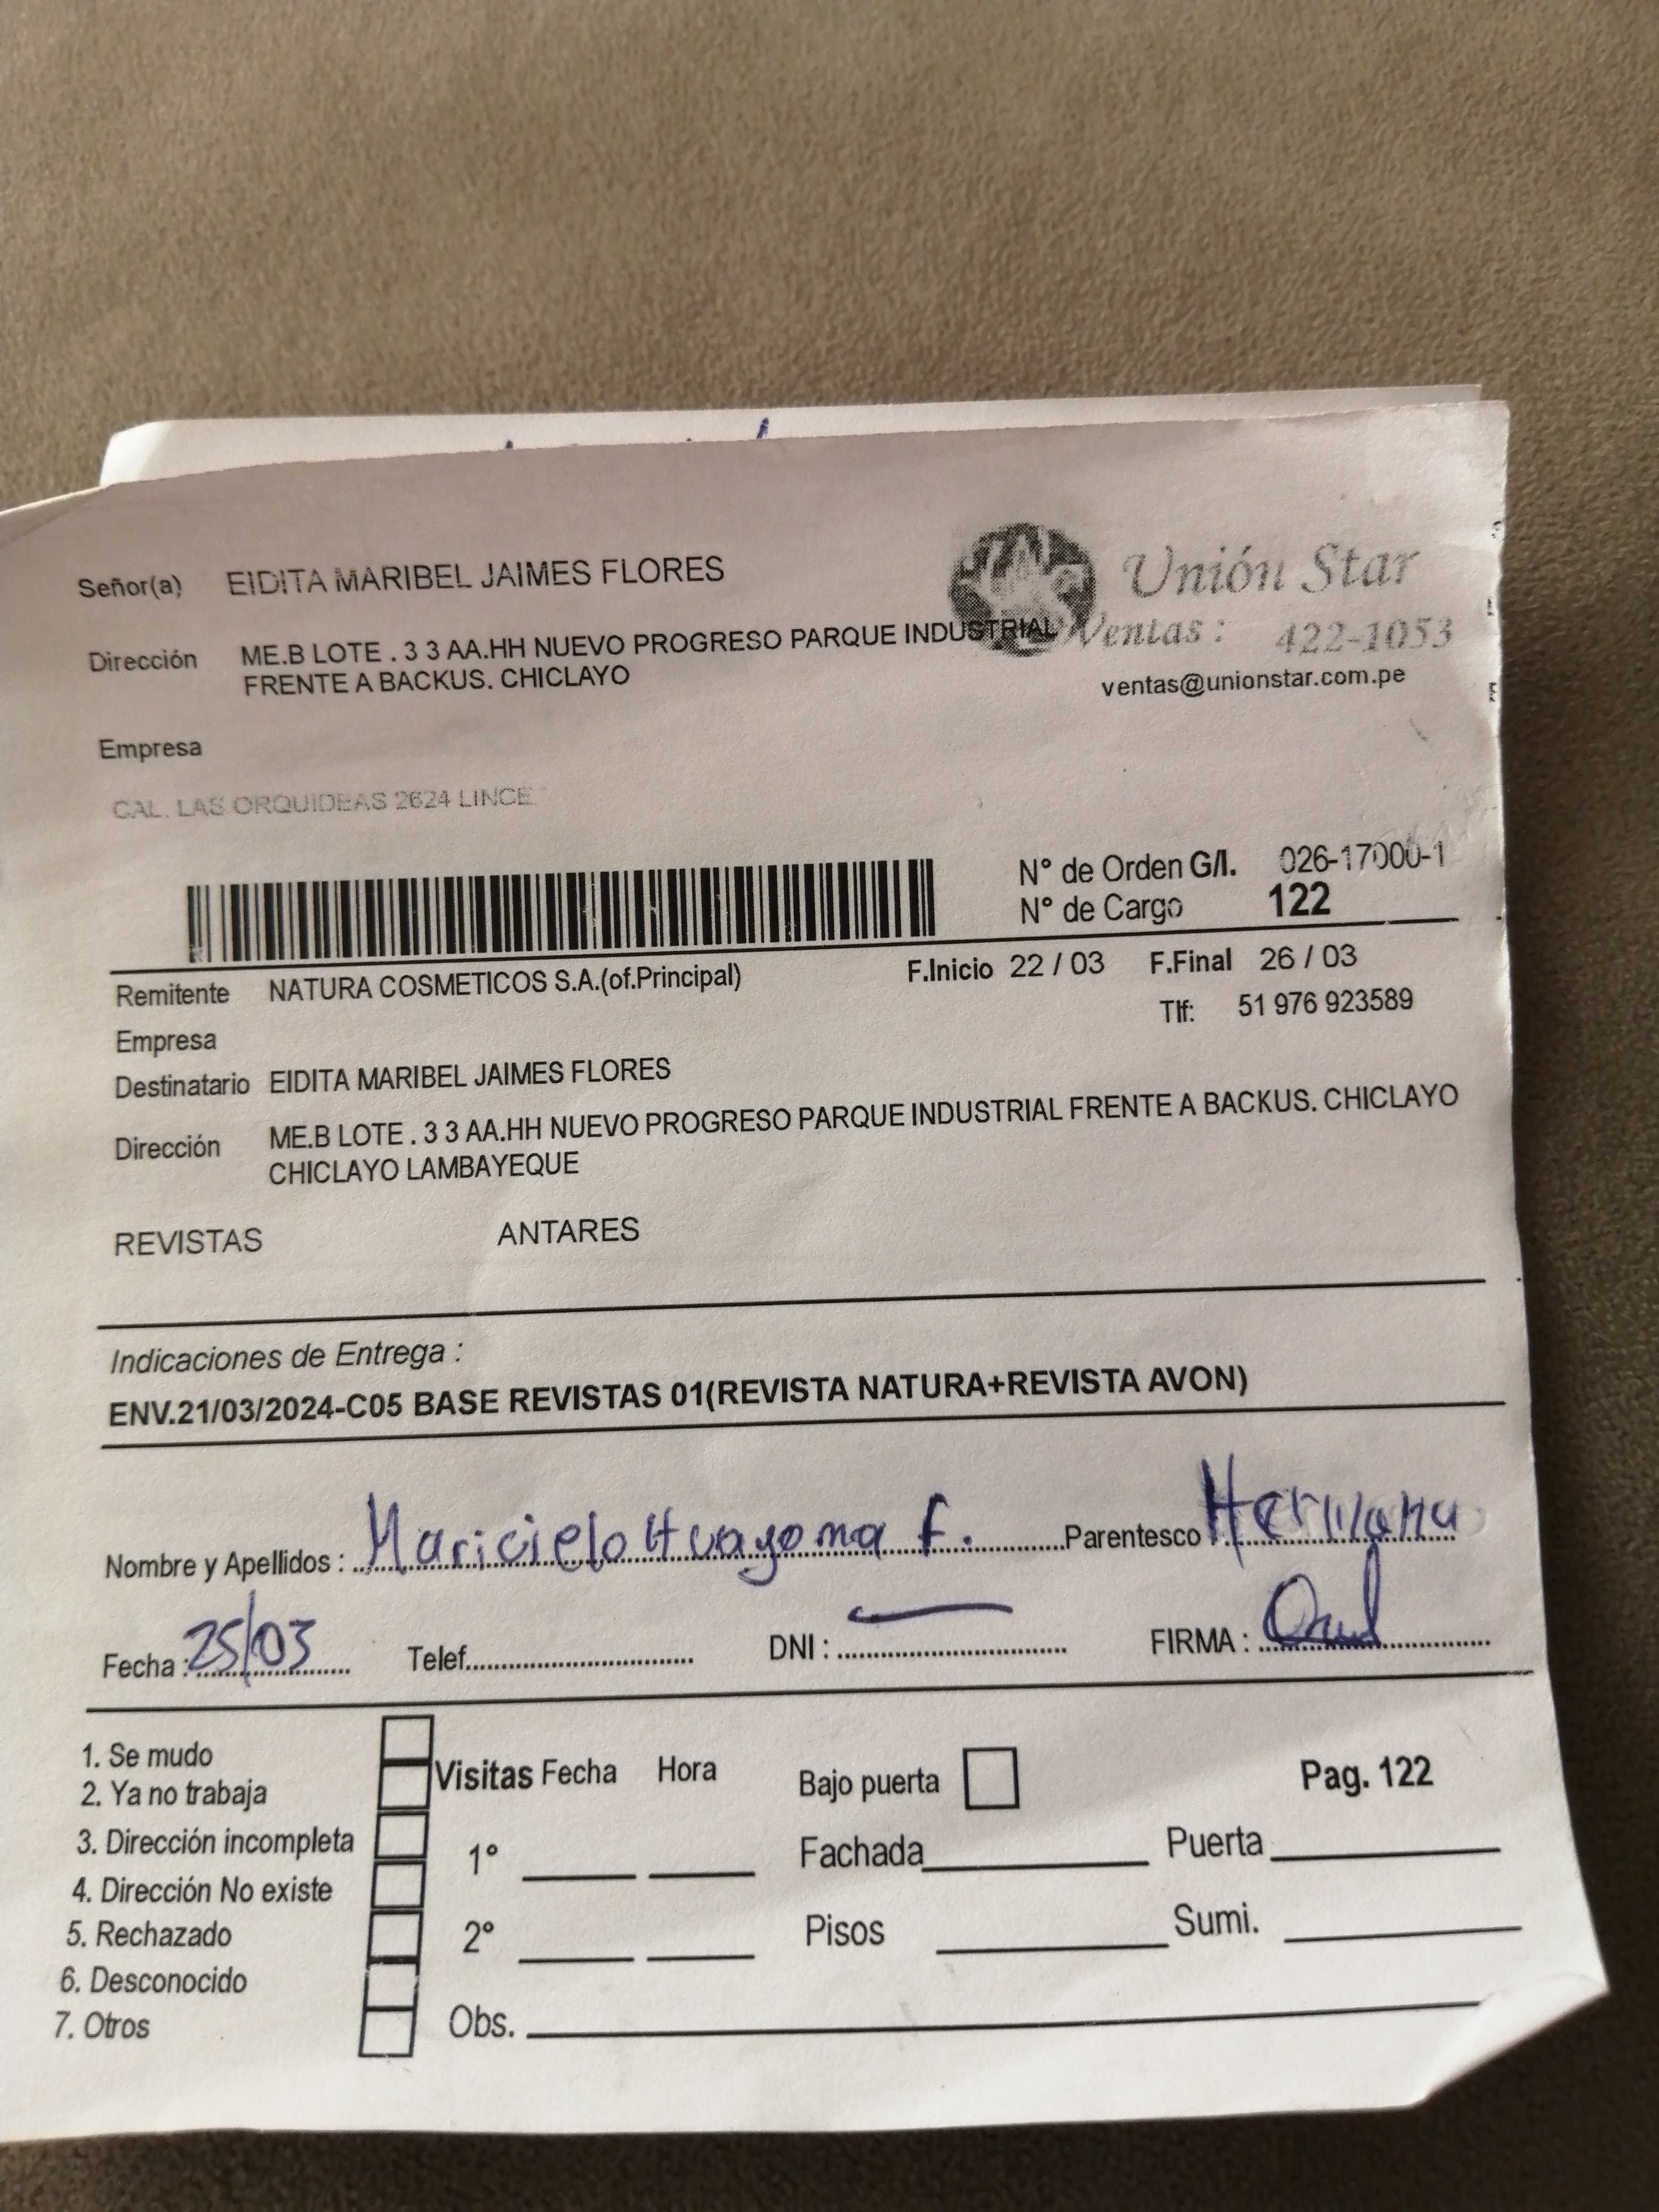 Señor(a) EIDITA MARIBEL JAIMES FLORES
Unión Star
Dirección ME.B LOTE . 3 3 AA.HH NUEVO PROGRESO PARQUE INDUSTRIAL
FRENTE A BACKUS. CHICLAYO
Ventas : 422-1053
ventas@unionstar.com.pe
Empresa
CAL. LAS ORQUIDEAS 2624 LINCE
N° de Orden G/I. 026-17000-1
N° de Cargo 122
Remitente NATURA COSMETICOS S.A.(of.Principal) F.Inicio 22 / 03 F.Final 26 / 03
Tlf: 51 976 923589
Empresa
Destinatario EIDITA MARIBEL JAIMES FLORES
Dirección ME.B LOTE . 3 3 AA.HH NUEVO PROGRESO PARQUE INDUSTRIAL FRENTE A BACKUS. CHICLAYO
CHICLAYO LAMBAYEQUE
REVISTAS ANTARES
Indicaciones de Entrega :
ENV.21/03/2024-C05 BASE REVISTAS 01(REVISTA NATURA+REVISTA AVON)
Nombre y Apellidos : Maricielo Huayoma F. Parentesco Hermana
Fecha : 25/03 Telef. DNI : FIRMA :
1. Se mudo
2. Ya no trabaja
3. Dirección incompleta
4. Dirección No existe
5. Rechazado
6. Desconocido
7. Otros
Visitas Fecha Hora
1°
2°
Obs.
Bajo puerta
Pag. 122
Fachada Puerta
Pisos Sumi.